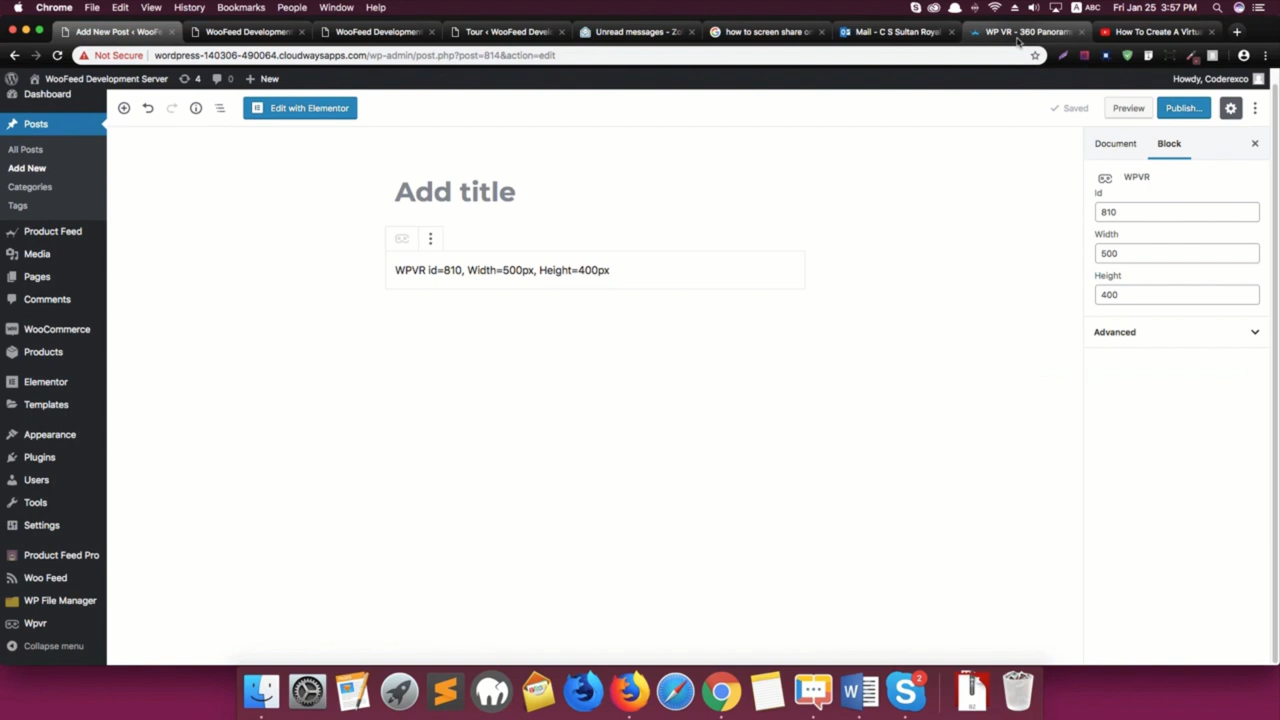 Chrome File Edit View History Bookmarks People Window Help
ABC Fri Jan 25 3:57 PM
Add New Post ‹ WooFe
WooFeed Development
WooFeed Development
Tour ‹ WooFeed Devel
Unread messages - Zo
how to screen share o
Mail - C S Sultan Royal
WP VR - 360 Panoram
How To Create A Virtu
Not Secure wordpress-140306-490064.cloudwaysapps.com/wp-admin/post.php?post=814&action=edit
WooFeed Development Server 4 0 New
Howdy, Coderexco
Dashboard
Posts
All Posts
Add New
Categories
Tags
Product Feed
Media
Pages
Comments
WooCommerce
Products
Elementor
Templates
Appearance
Plugins
Users
Tools
Settings
Product Feed Pro
Woo Feed
WP File Manager
Wpvr
Collapse menu
Edit with Elementor
Saved Preview Publish...
Add title
WPVR id=810, Width=500px, Height=400px
Document Block
WPVR
Id
810
Width
500
Height
400
Advanced
2